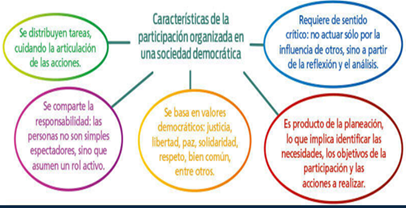 Características de la
participación organizada en
una sociedad democrática
Se distribuyen tareas,
cuidando la articulación
de las acciones.
Requiere de sentido
crítico: no actuar sólo por la
influencia de otros, sino a partir
de la reflexión y el análisis.
Se comparte la
responsabilidad: las
personas no son simples
espectadores, sino que
asumen un rol activo.
Se basa en valores
democráticos: justicia,
libertad, paz, solidaridad,
respeto, bien común,
entre otros.
Es producto de la planeación,
lo que implica identificar las
necesidades, los objetivos de la
participación y las
acciones a realizar.